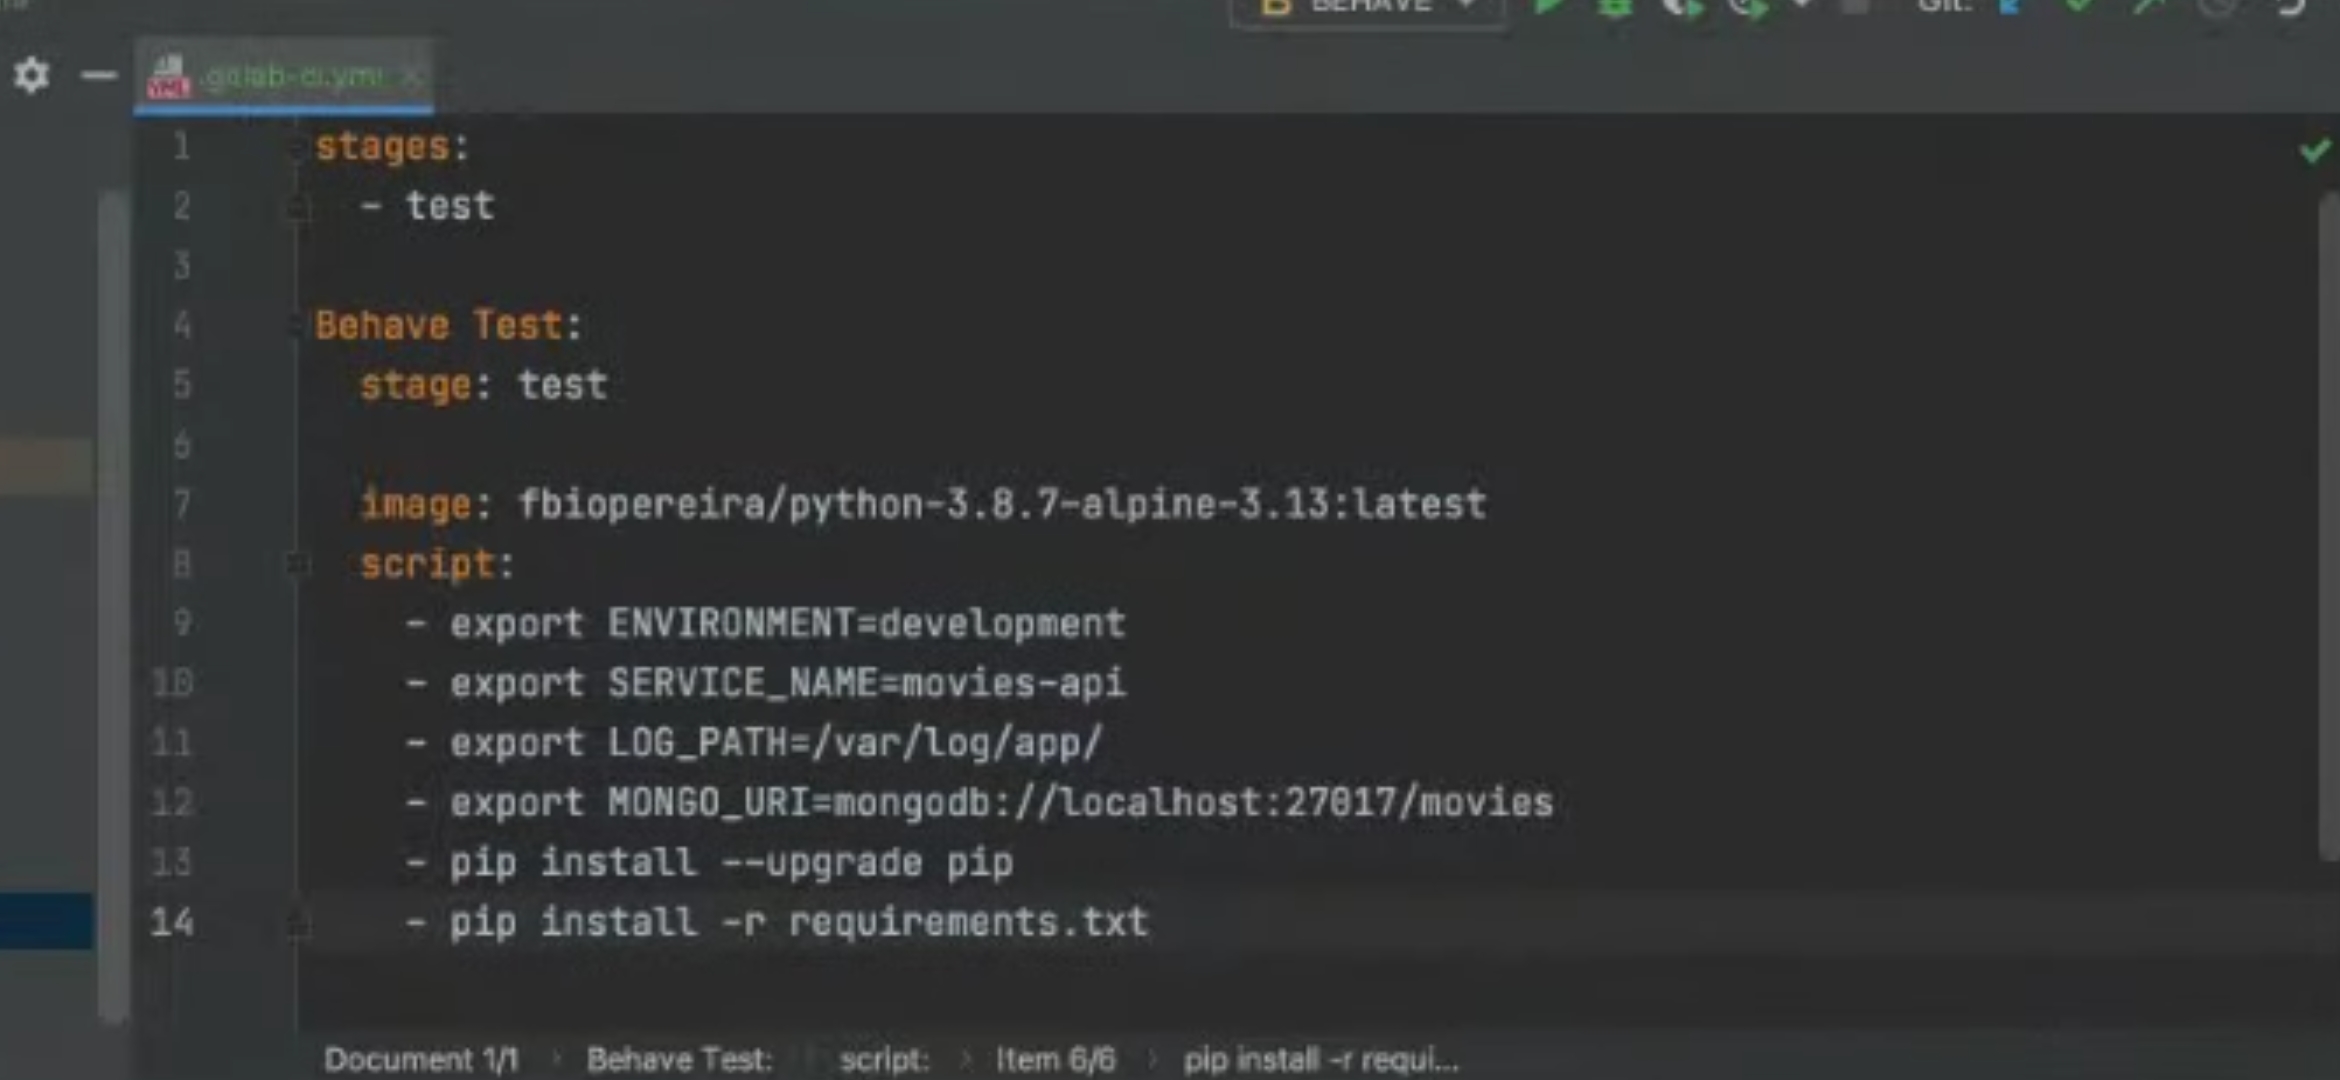 BEHAVE
Git:
.gitlab-ci.yml
1 stages:
2 - test
3
4 Behave Test:
5 stage: test
6
7 image: fbiopereira/python-3.8.7-alpine-3.13:latest
8 script:
9 - export ENVIRONMENT=development
10 - export SERVICE_NAME=movies-api
11 - export LOG_PATH=/var/log/app/
12 - export MONGO_URI=mongodb://localhost:27017/movies
13 - pip install --upgrade pip
14 - pip install -r requirements.txt
Document 1/1 › Behave Test: script: › Item 6/6 › pip install -r requi...